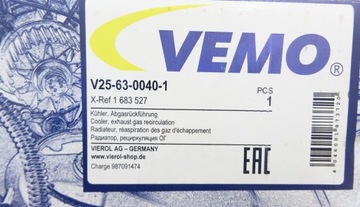 VEMO®
V25-63-0040-1
PCS
X-Ref 1 683 527
1
Kühler, Abgasrückführung
Cooler, exhaust gas recirculation
Radiateur, réaspiration des gaz d'échappement
Радиатор, рециркуляция ОГ
VIEROL AG – GERMANY
www.vierol-shop.de
EAC
Charge 987091474